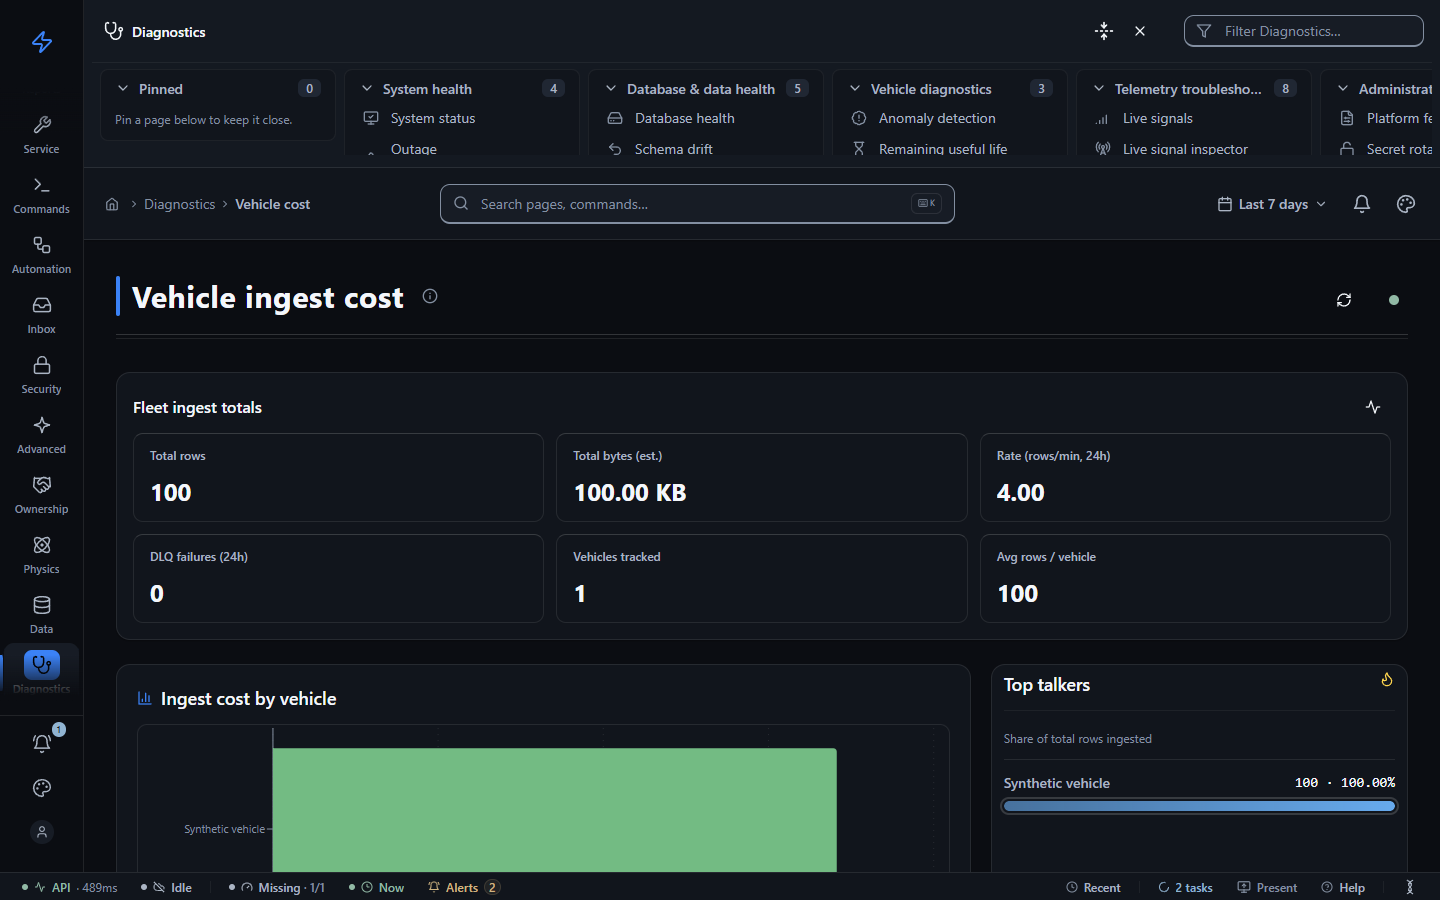 Diagnostics
Filter Diagnostics...
Pinned 0
Pin a page below to keep it close.
System health 4
System status
Outage
Database & data health 5
Database health
Schema drift
Vehicle diagnostics 3
Anomaly detection
Remaining useful life
Telemetry troublesho... 8
Live signals
Live signal inspector
Administrat
Platform fe
Secret rota
Service
Commands
Automation
Inbox
Security
Advanced
Ownership
Physics
Data
Diagnostics
1
Diagnostics
Vehicle cost
Search pages, commands...
K
Last 7 days
Vehicle ingest cost
Fleet ingest totals
Total rows
100
Total bytes (est.)
100.00 KB
Rate (rows/min, 24h)
4.00
DLQ failures (24h)
0
Vehicles tracked
1
Avg rows / vehicle
100
Ingest cost by vehicle
Synthetic vehicle
Top talkers
Share of total rows ingested
Synthetic vehicle 100 · 100.00%
API · 489ms
Idle
Missing · 1/1
Now
Alerts 2
Recent
2 tasks
Present
Help